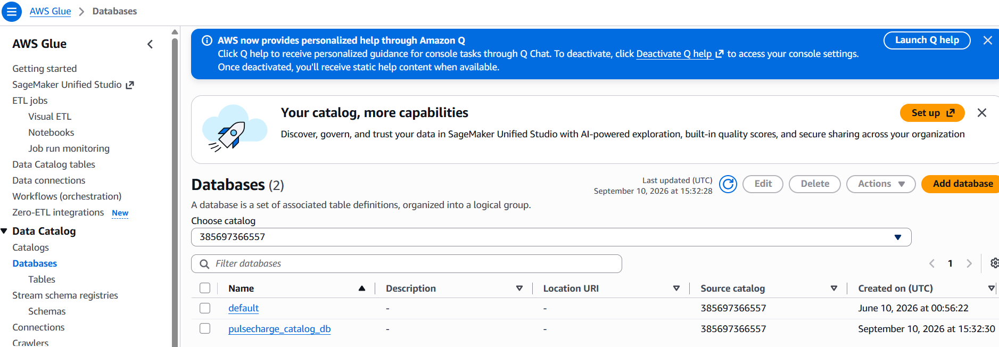 AWS Glue > Databases
AWS Glue
Getting started
SageMaker Unified Studio
ETL jobs
Visual ETL
Notebooks
Job run monitoring
Data Catalog tables
Data connections
Workflows (orchestration)
Zero-ETL integrations New
Data Catalog
Catalogs
Databases
Tables
Stream schema registries
Schemas
Connections
Crawlers
AWS now provides personalized help through Amazon Q
Launch Q help
Click Q help to receive personalized guidance for console tasks through Q Chat. To deactivate, click Deactivate Q help to access your console settings.
Once deactivated, you'll receive static help content when available.
Your catalog, more capabilities
Set up
Discover, govern, and trust your data in SageMaker Unified Studio with AI-powered exploration, built-in quality scores, and secure sharing across your organization
Databases (2)
Last updated (UTC)
September 10, 2026 at 15:32:28
Edit
Delete
Actions
Add database
A database is a set of associated table definitions, organized into a logical group.
Choose catalog
385697366557
Filter databases
1
Name Description Location URI Source catalog Created on (UTC)
default - - 385697366557 June 10, 2026 at 00:56:22
pulsecharge_catalog_db - - 385697366557 September 10, 2026 at 15:32:30